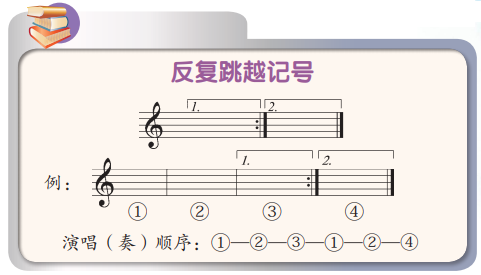 反复跳越记号
1. 2.
1. 2.
例：
① ② ③ ④
演唱（奏）顺序：①—②—③—①—②—④